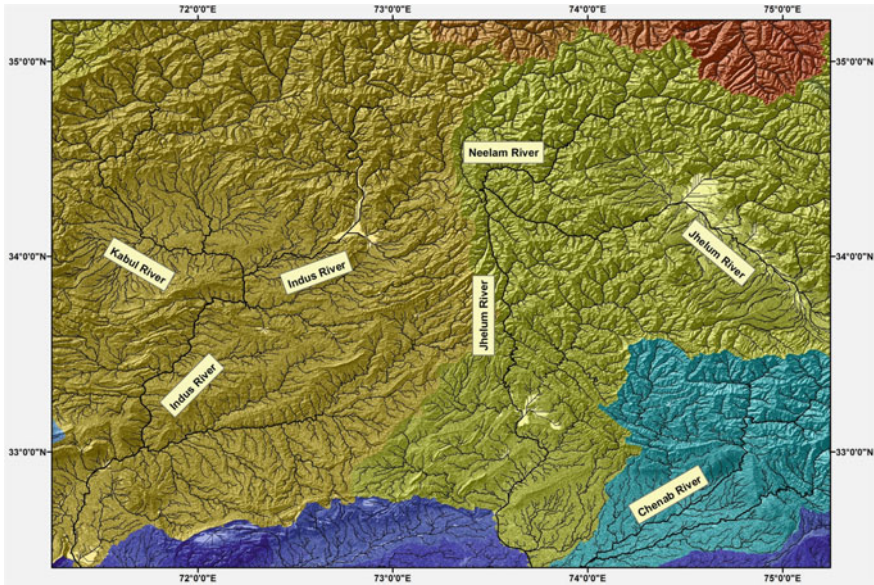 72°0'0"E 73°0'0"E 74°0'0"E 75°0'0"E
35°0'0"N 35°0'0"N
Neelam River
34°0'0"N 34°0'0"N
Kabul River
Indus River
Jhelum River
Jhelum River
Indus River
33°0'0"N 33°0'0"N
Chenab River
72°0'0"E 73°0'0"E 74°0'0"E 75°0'0"E